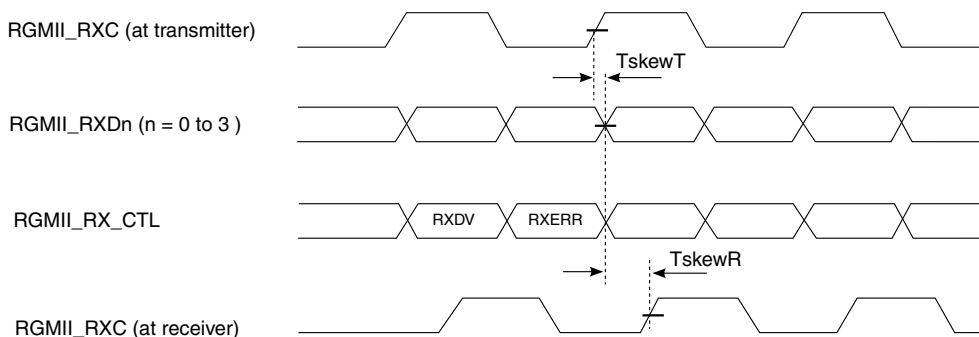 RGMII_RXC (at transmitter)
TskewT
RGMII_RXDn (n = 0 to 3 )
RGMII_RX_CTL
RXDV
RXERR
TskewR
RGMII_RXC (at receiver)